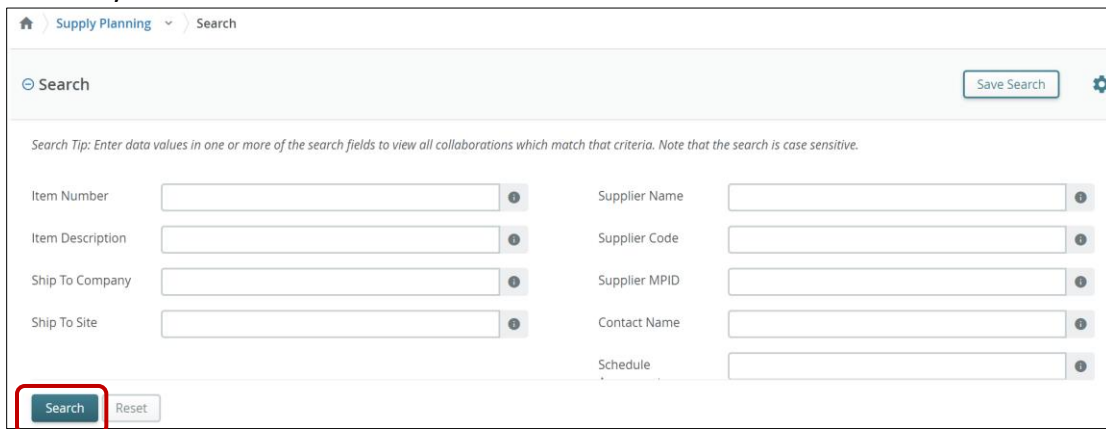 Supply Planning Search
Search
Save Search
Search Tip: Enter data values in one or more of the search fields to view all collaborations which match that criteria. Note that the search is case sensitive.
Item Number
Supplier Name
Item Description
Supplier Code
Ship To Company
Supplier MPID
Ship To Site
Contact Name
Schedule
Search Reset